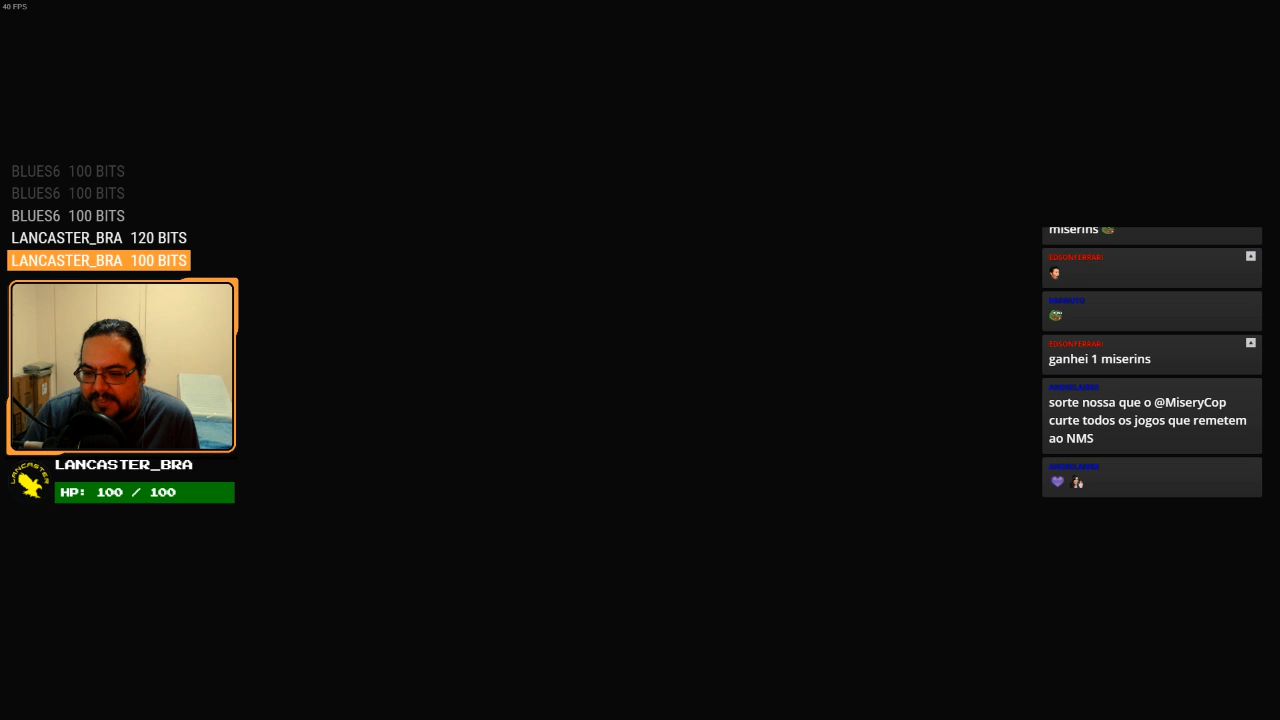 40 FPS
BLUES6 100 BITS
BLUES6 100 BITS
BLUES6 100 BITS
LANCASTER_BRA 120 BITS
LANCASTER_BRA 100 BITS
LANCASTER
LANCASTER_BRA
HP: 100 / 100
miserins
EDSONFERRARI
EDSONFERRARI
ganhei 1 miserins
sorte nossa que o @MiseryCop
curte todos os jogos que remetem
ao NMS